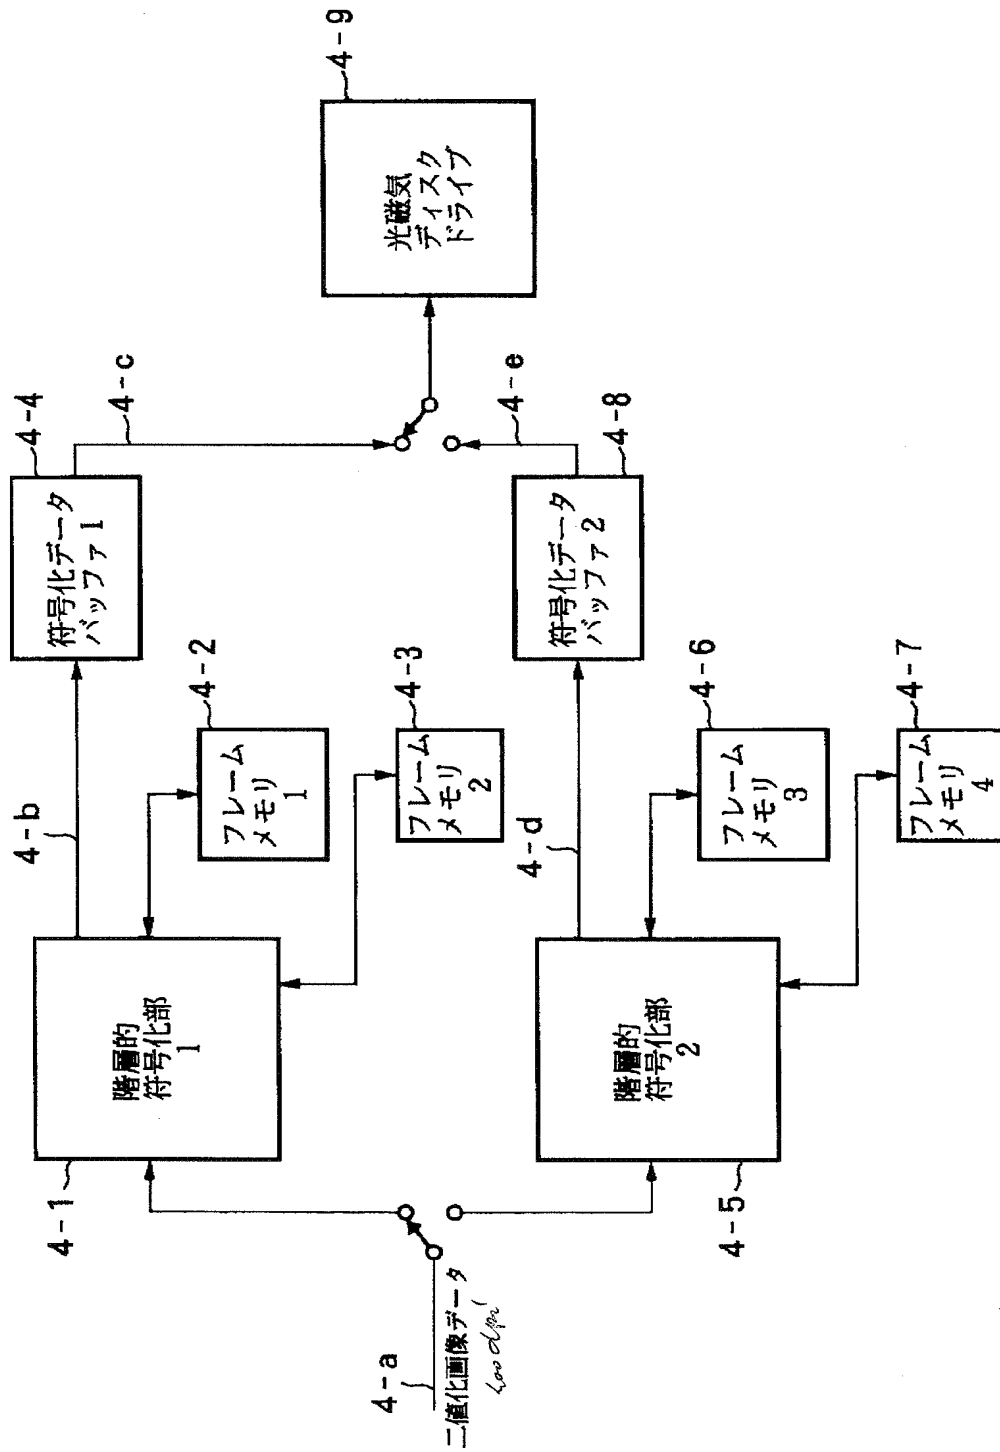 4-a
二値化画像データ
4-1
階層的
符号化部
1
4-b
フレーム
メモリ
1
4-2
フレーム
メモリ
2
4-3
符号化データ
バッファ1
4-4
4-c
4-5
階層的
符号化部
2
4-d
フレーム
メモリ
3
4-6
フレーム
メモリ
4
4-7
符号化データ
バッファ2
4-8
4-e
光磁気
ディスク
ドライブ
4-9